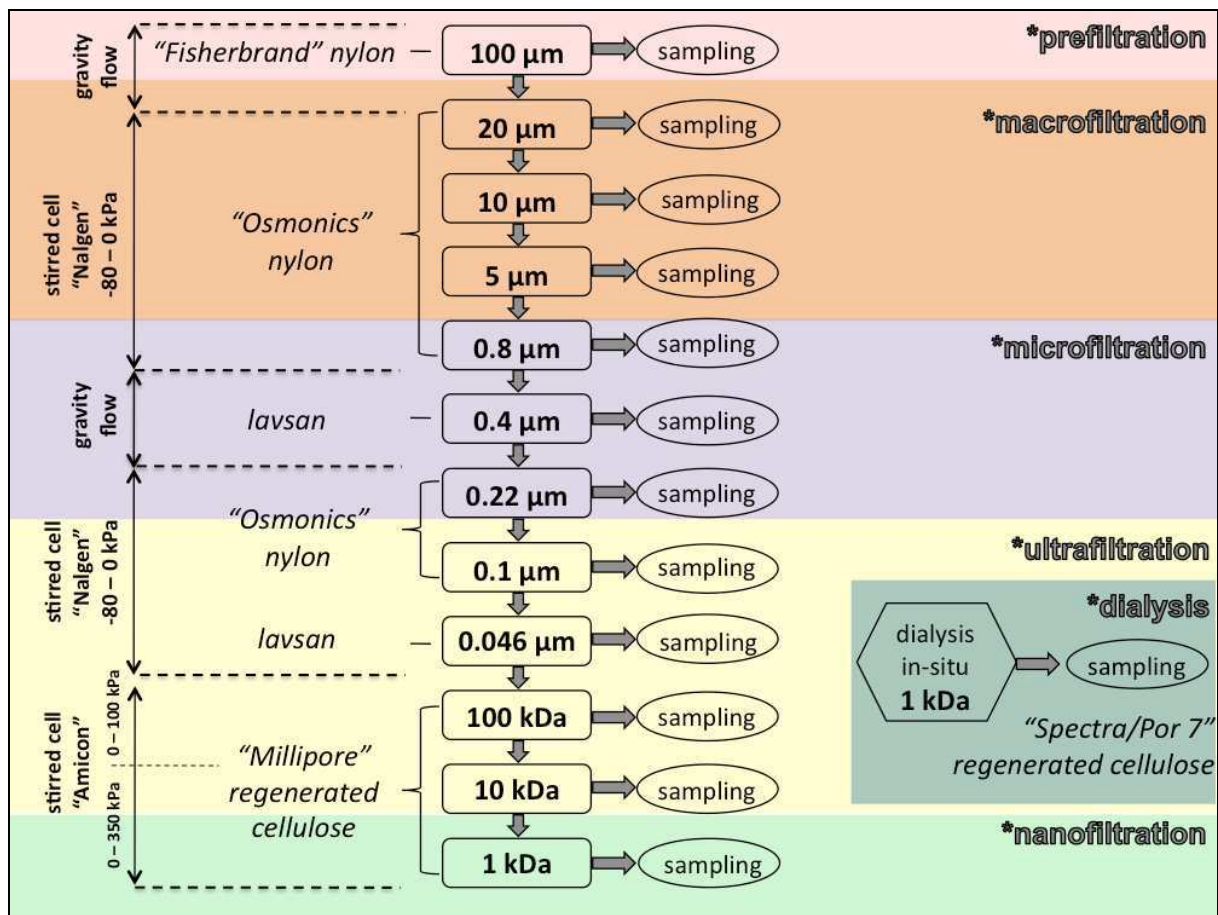 gravity
flow
“Fisherbrand” nylon
100 µm
sampling
*prefiltration
stirred cell
“Nalgen”
-80 – 0 kPa
“Osmonics”
nylon
20 µm
sampling
*macrofiltration
10 µm
sampling
5 µm
sampling
0.8 µm
sampling
*microfiltration
gravity
flow
lavsan
0.4 µm
sampling
stirred cell
“Nalgen”
-80 – 0 kPa
“Osmonics”
nylon
0.22 µm
sampling
0.1 µm
sampling
*ultrafiltration
lavsan
0.046 µm
sampling
*dialysis
dialysis
in-situ
1 kDa
sampling
“Spectra/Por 7”
regenerated cellulose
stirred cell
“Amicon”
0 – 100 kPa
0 – 350 kPa
“Millipore”
regenerated
cellulose
100 kDa
sampling
10 kDa
sampling
1 kDa
sampling
*nanofiltration